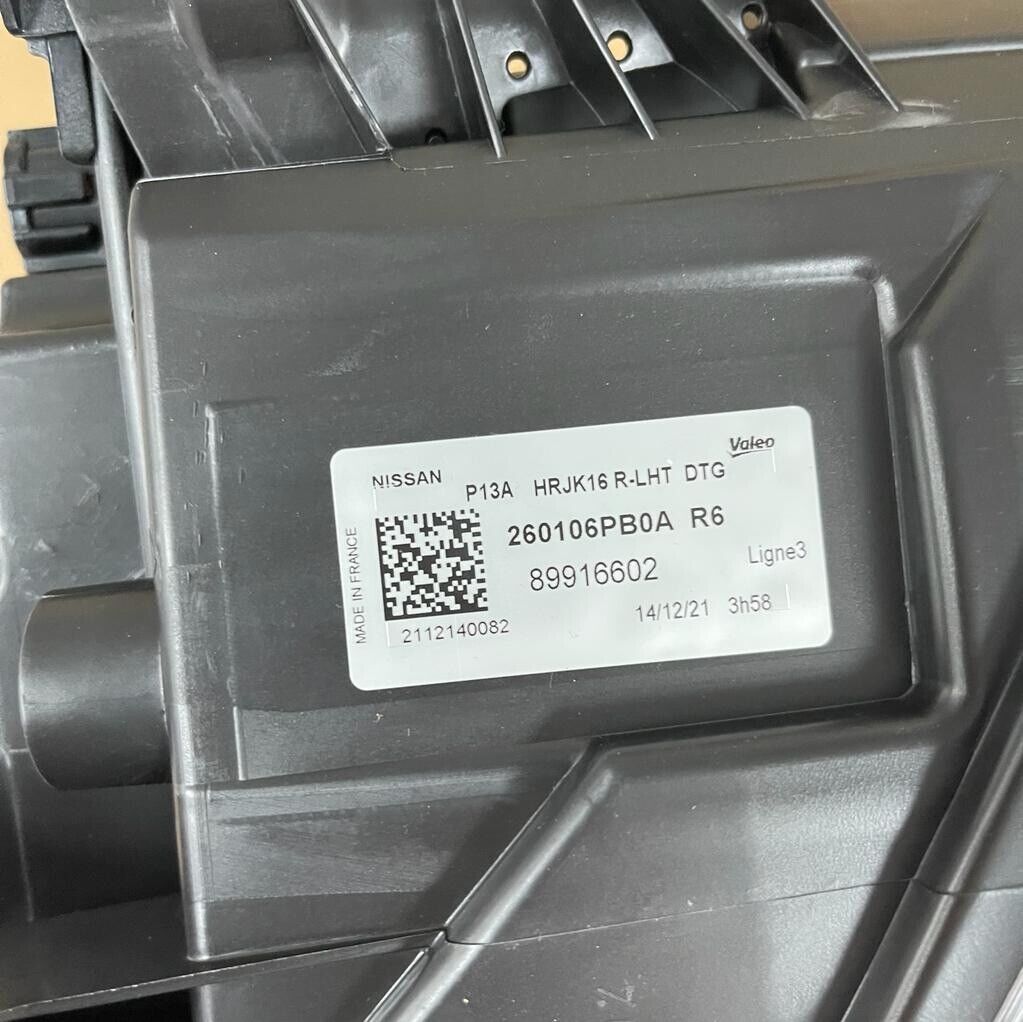 Valeo
NISSAN P13A HRJK16 R-LHT DTG
260106PB0A R6
89916602 Ligne3
14/12/21 3h58
2112140082
MADE IN FRANCE